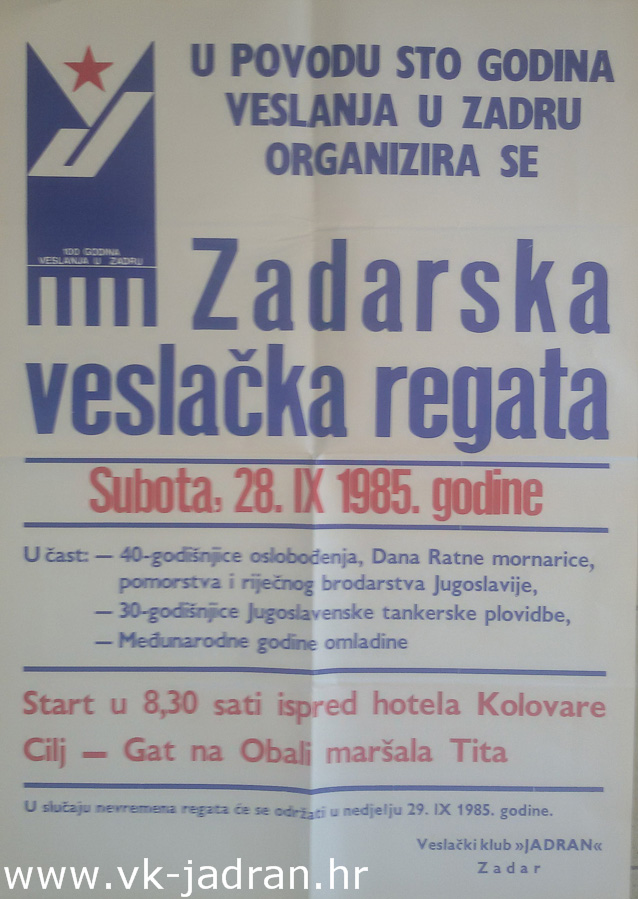 U POVODU STO GODINA
VESLANJA U ZADRU
ORGANIZIRA SE
100 GODINA
VESLANJA U ZADRU
Zadarska
veslačka regata
Subota, 28. IX 1985. godine
U čast: — 40-godišnjice oslobođenja, Dana Ratne mornarice,
pomorstva i riječnog brodarstva Jugoslavije,
— 30-godišnjice Jugoslavenske tankerske plovidbe,
— Međunarodne godine omladine
Start u 8,30 sati ispred hotela Kolovare
Cilj — Gat na Obali maršala Tita
U slučaju nevremena regata će se održati u nedjelju 29. IX 1985. godine.
Veslački klub »JADRAN«
Zadar
www.vk-jadran.hr